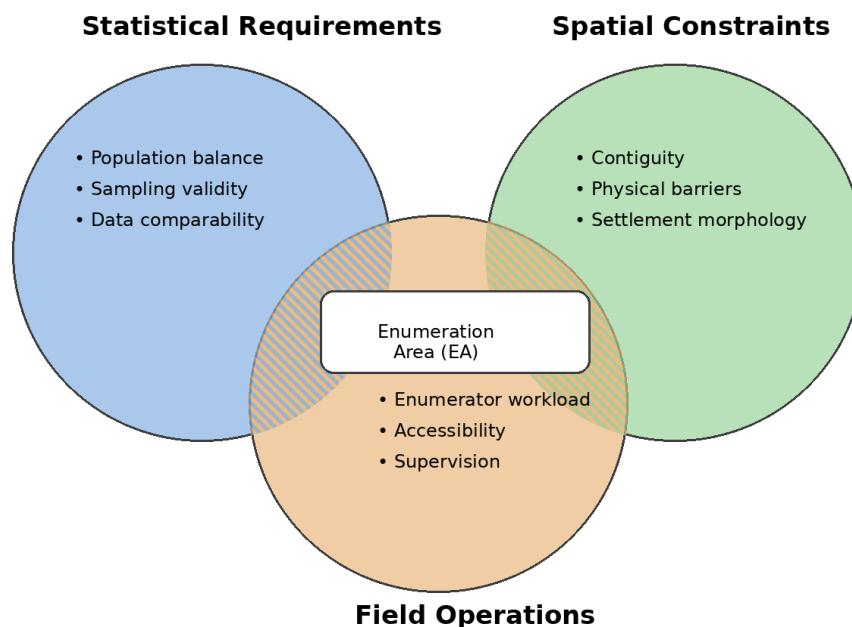 Statistical Requirements
Spatial Constraints
• Population balance
• Sampling validity
• Data comparability
• Contiguity
• Physical barriers
• Settlement morphology
Enumeration
Area (EA)
• Enumerator workload
• Accessibility
• Supervision
Field Operations